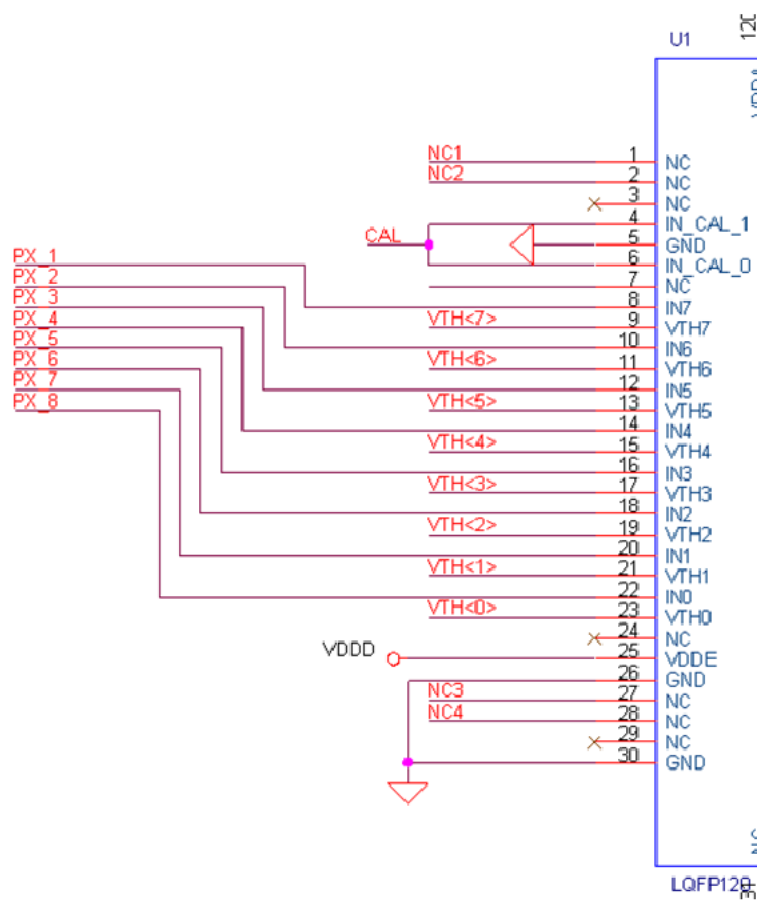 120
U1
VDDA
NC1 1 NC
NC2 2 NC
3 NC
4 IN_CAL_1
CAL 5 GND
PX_1 6 IN_CAL_0
PX_2 7 NC
PX_3 8 IN7
PX_4 VTH<7> 9 VTH7
PX_5 10 IN6
PX_6 VTH<6> 11 VTH6
PX_7 12 IN5
PX_8 VTH<5> 13 VTH5
14 IN4
VTH<4> 15 VTH4
16 IN3
VTH<3> 17 VTH3
18 IN2
VTH<2> 19 VTH2
20 IN1
VTH<1> 21 VTH1
22 IN0
VTH<0> 23 VTH0
24 NC
VDDD 25 VDDE
26 GND
NC3 27 NC
NC4 28 NC
29 NC
30 GND
NC
LQFP120